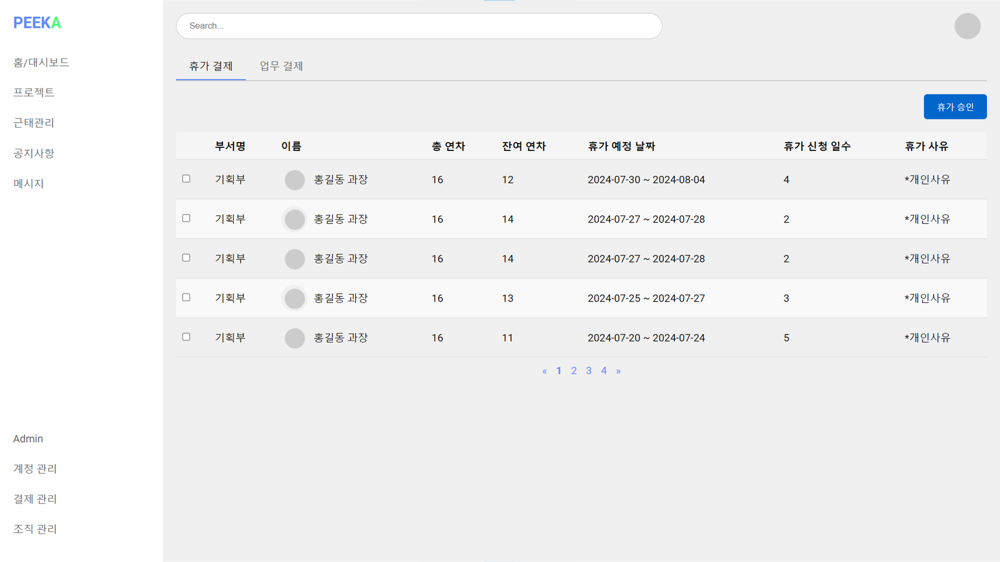 PEEKA
홈/대시보드
프로젝트
근태관리
공지사항
메시지
Admin
계정 관리
결제 관리
조직 관리
Search...
휴가 결제 업무 결제
휴가 승인
부서명 이름 총 연차 잔여 연차 휴가 예정 날짜 휴가 신청 일수 휴가 사유
기획부 홍길동 과장 16 12 2024-07-30 ~ 2024-08-04 4 *개인사유
기획부 홍길동 과장 16 14 2024-07-27 ~ 2024-07-28 2 *개인사유
기획부 홍길동 과장 16 14 2024-07-27 ~ 2024-07-28 2 *개인사유
기획부 홍길동 과장 16 13 2024-07-25 ~ 2024-07-27 3 *개인사유
기획부 홍길동 과장 16 11 2024-07-20 ~ 2024-07-24 5 *개인사유
« 1 2 3 4 »